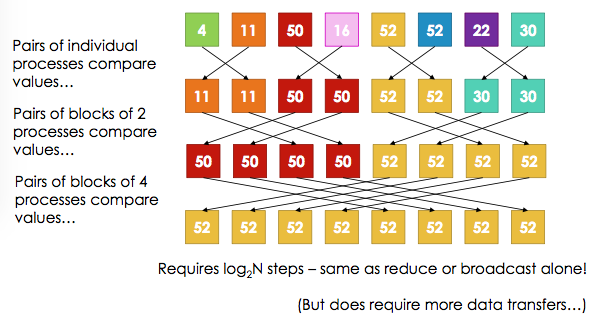 4 11 50 16 52 52 22 30
Pairs of individual
processes compare
values…
11 11 50 50 52 52 30 30
Pairs of blocks of 2
processes compare
values…
50 50 50 50 52 52 52 52
Pairs of blocks of 4
processes compare
values…
52 52 52 52 52 52 52 52
Requires log₂N steps – same as reduce or broadcast alone!
(But does require more data transfers…)